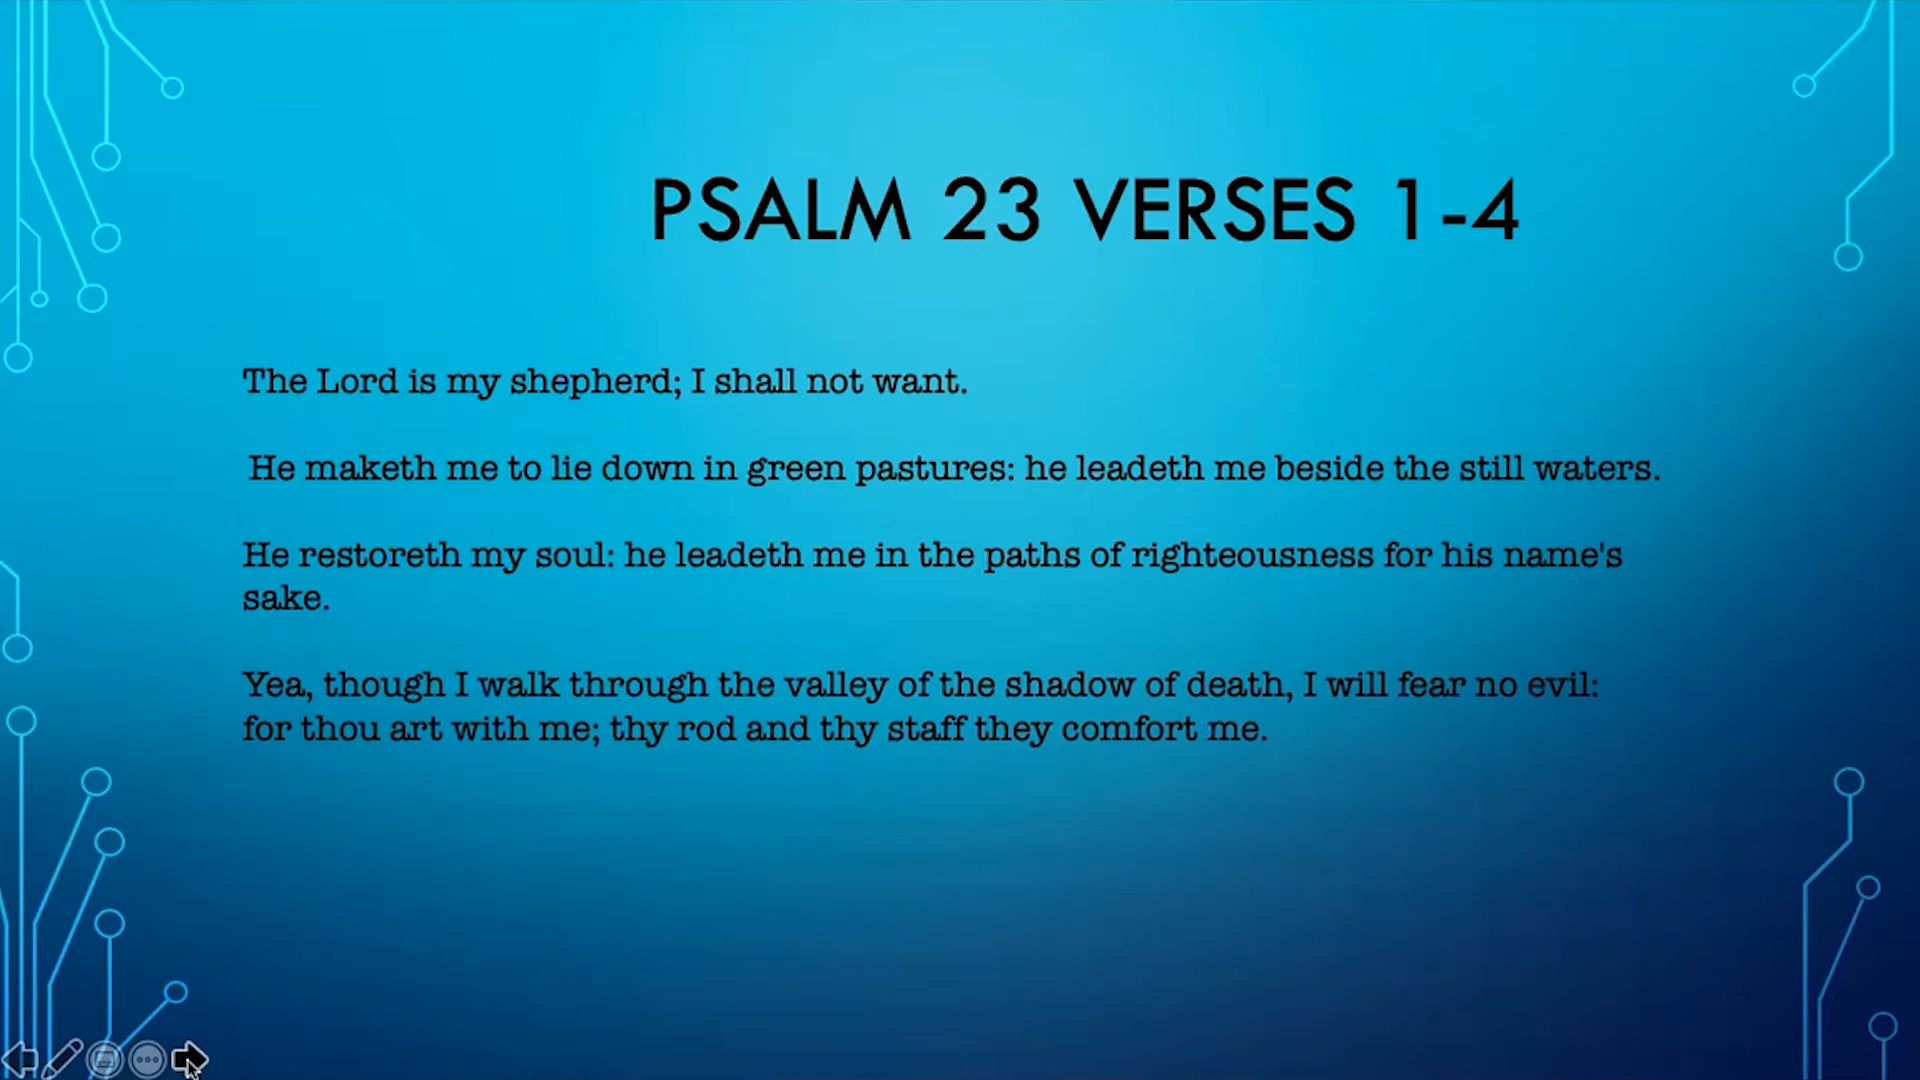 PSALM 23 VERSES 1-4
The Lord is my shepherd; I shall not want.
He maketh me to lie down in green pastures: he leadeth me beside the still waters.
He restoreth my soul: he leadeth me in the paths of righteousness for his name's
sake.
Yea, though I walk through the valley of the shadow of death, I will fear no evil:
for thou art with me; thy rod and thy staff they comfort me.